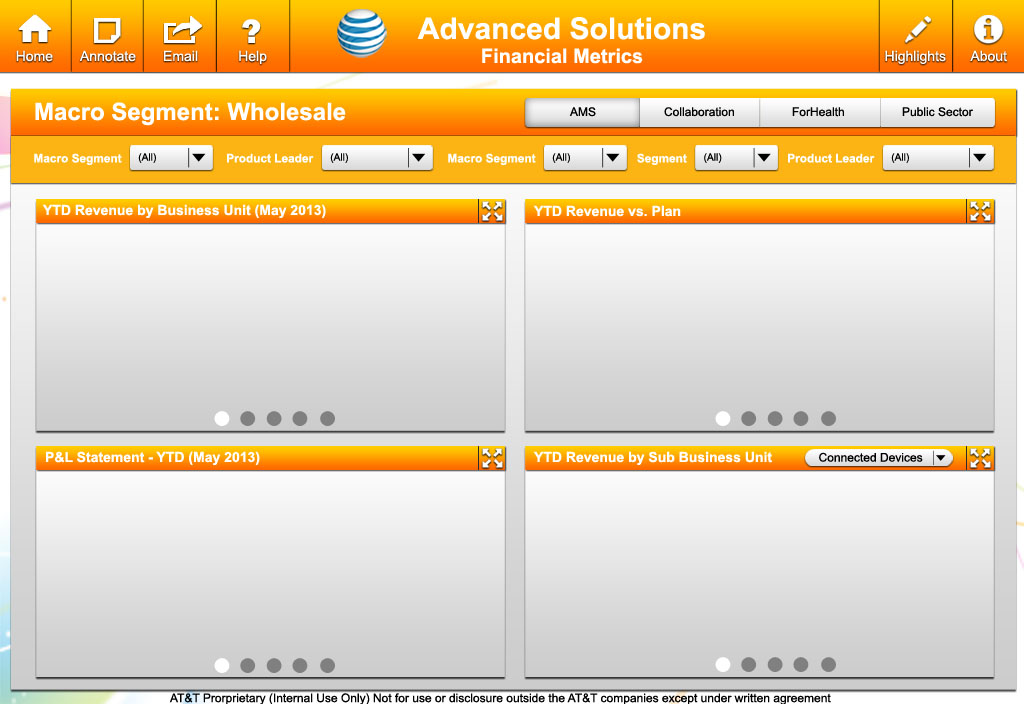 Home Annotate Email Help
Advanced Solutions
Financial Metrics
Highlights About
Macro Segment: Wholesale
AMS Collaboration ForHealth Public Sector
Macro Segment (All) Product Leader (All) Macro Segment (All) Segment (All) Product Leader (All)
YTD Revenue by Business Unit (May 2013)
YTD Revenue vs. Plan
P&L Statement - YTD (May 2013)
YTD Revenue by Sub Business Unit Connected Devices
AT&T Prorprietary (Internal Use Only) Not for use or disclosure outside the AT&T companies except under written agreement